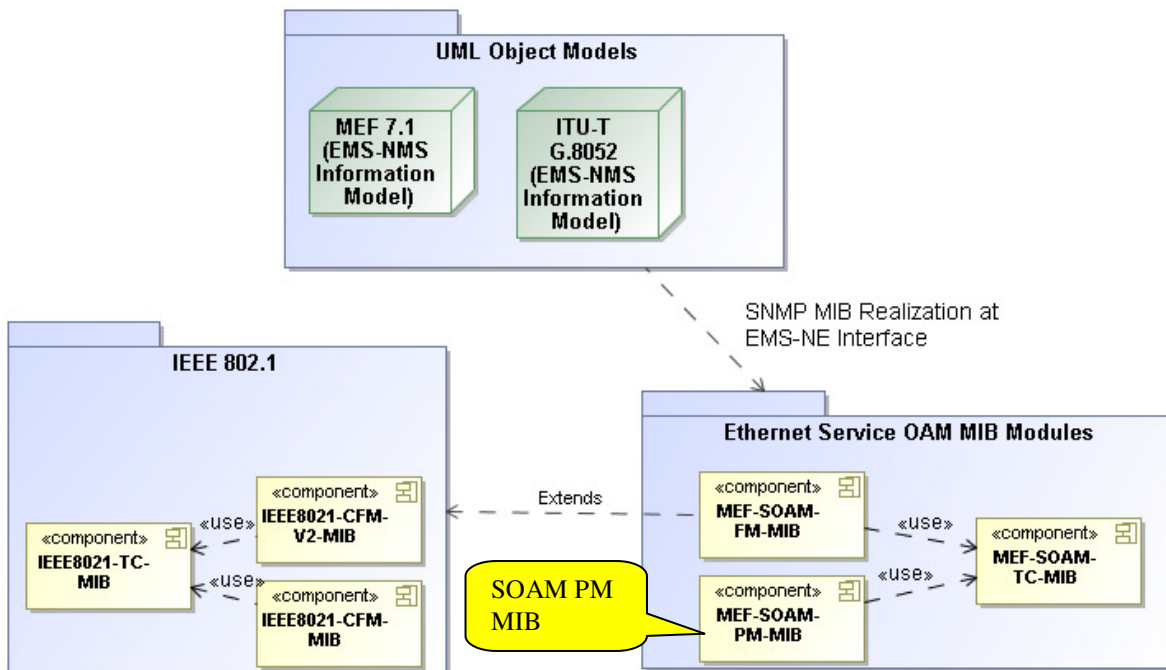 UML Object Models
MEF 7.1
(EMS-NMS
Information
Model)
ITU-T
G.8052
(EMS-NMS
Information
Model)
SNMP MIB Realization at
EMS-NE Interface
IEEE 802.1
«component»
IEEE8021-TC-
MIB
«use»
«component»
IEEE8021-CFM-
V2-MIB
«use»
«component»
IEEE8021-CFM-
MIB
Extends
Ethernet Service OAM MIB Modules
«component»
MEF-SOAM-
FM-MIB
«use»
«component»
MEF-SOAM-
TC-MIB
«use»
«component»
MEF-SOAM-
PM-MIB
SOAM PM
MIB